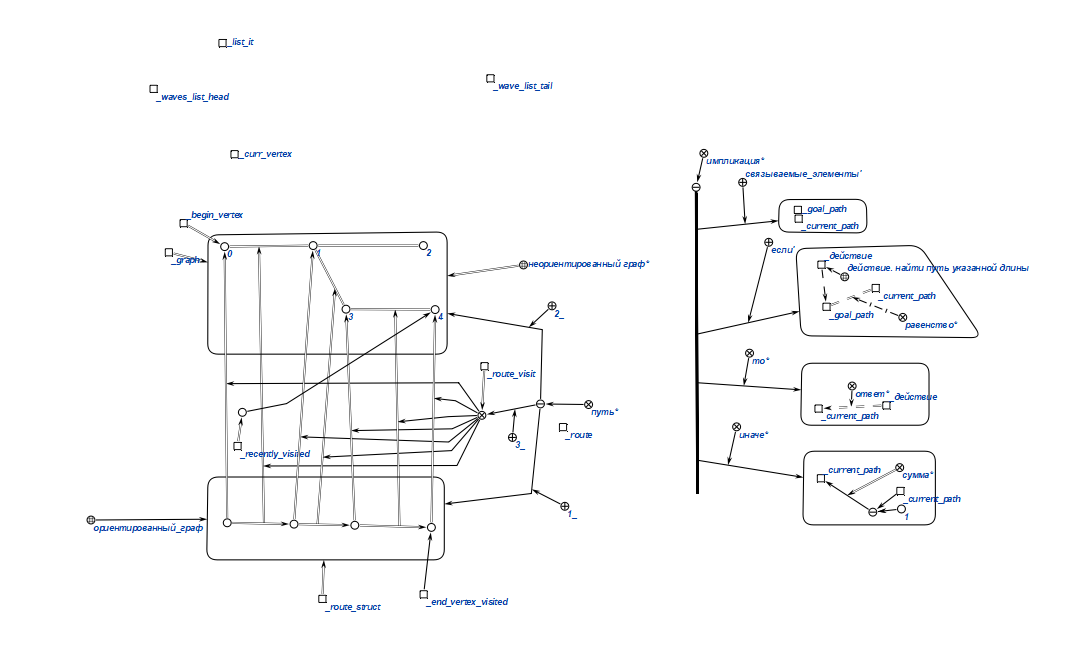 _list_it
_wave_list_tail
_waves_list_head
_curr_vertex
импликация*
связываемые_элементы'
_begin_vertex
_goal_path
_current_path
0
1
2
_graph
неориентированный граф*
если'
_действие
действие. найти путь указанной длины
_current_path
_goal_path
равенство*
3
4
2_
_route_visit
то*
ответ*
действие
_current_path
путь*
_route
3_
_recently_visited
иначе*
_current_path
сумма*
_current_path
1
1_
ориентированный_граф
_route_struct
_end_vertex_visited